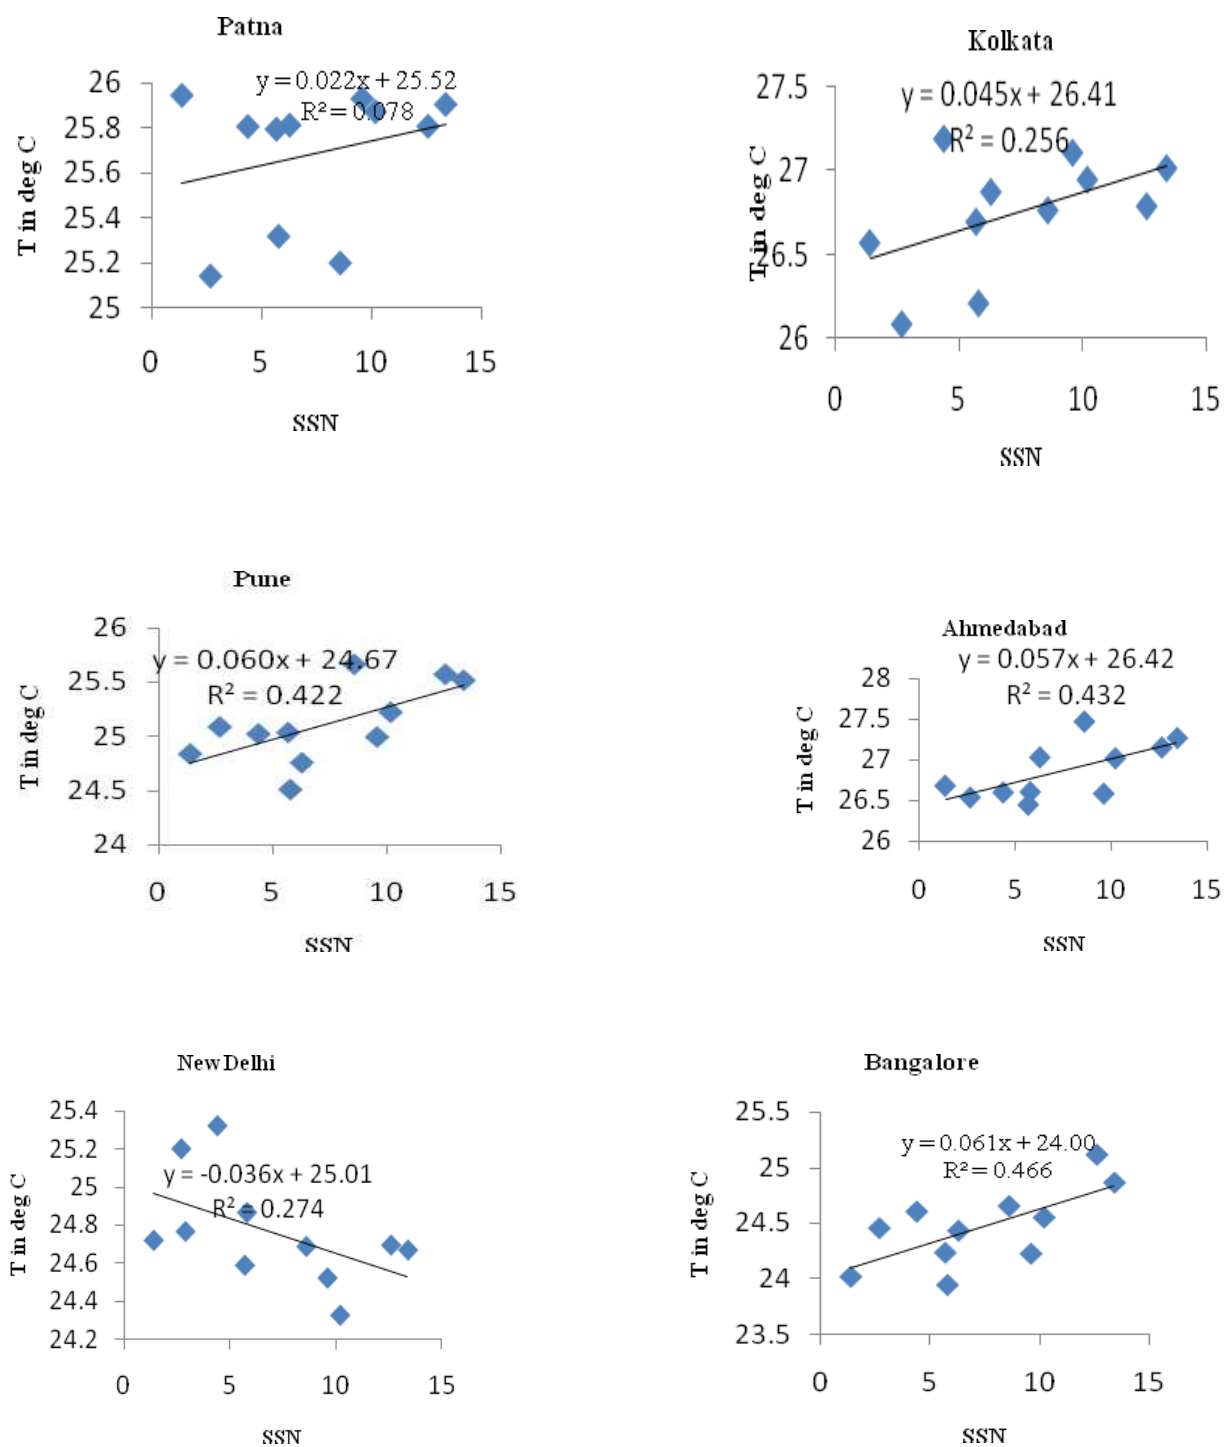 Patna
y = 0.022x + 25.52
R² = 0.078
26
25.8
25.6
25.4
25.2
25
T in deg C
0 5 10 15
SSN
Kolkata
y = 0.045x + 26.41
R² = 0.256
27.5
27
26.5
26
T in deg C
0 5 10 15
SSN
Pune
y = 0.060x + 24.67
R² = 0.422
26
25.5
25
24.5
24
T in deg C
0 5 10 15
SSN
Ahmedabad
y = 0.057x + 26.42
R² = 0.432
28
27.5
27
26.5
26
T in deg C
0 5 10 15
SSN
New Delhi
y = -0.036x + 25.01
R² = 0.274
25.4
25.2
25
24.8
24.6
24.4
24.2
T in deg C
0 5 10 15
SSN
Bangalore
y = 0.061x + 24.00
R² = 0.466
25.5
25
24.5
24
23.5
T in deg C
0 5 10 15
SSN